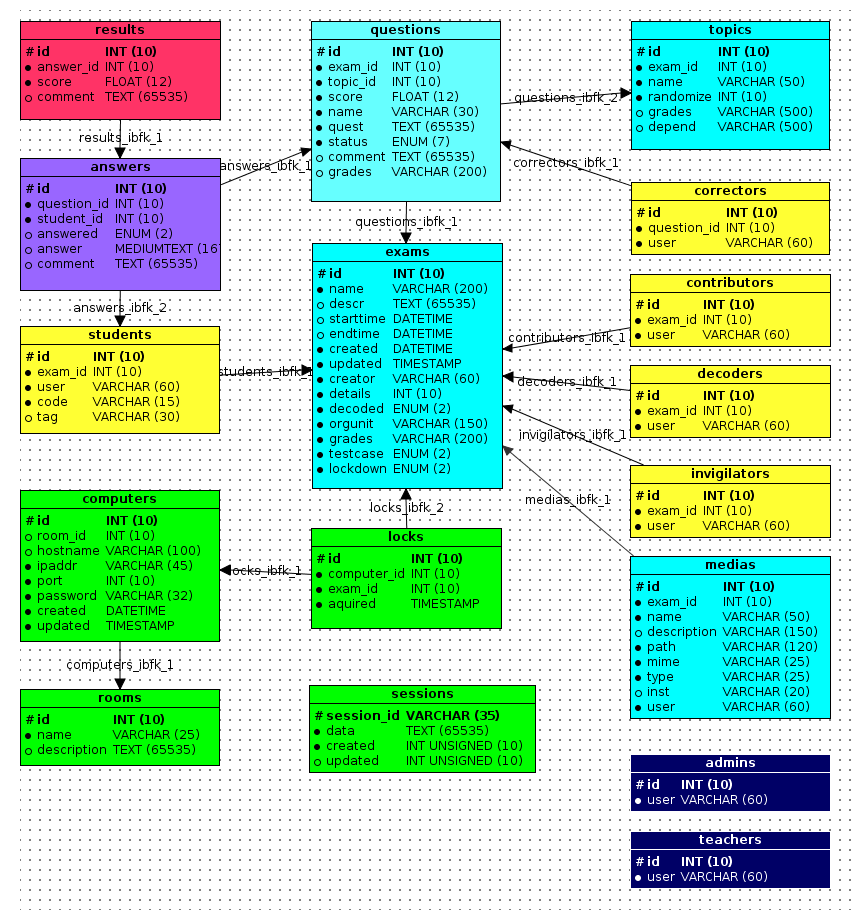 results
# id INT (10)
answer_id INT (10)
score FLOAT (12)
comment TEXT (65535)
results_ibfk_1
answers
# id INT (10)
question_id INT (10)
student_id INT (10)
answered ENUM (2)
answer MEDIUMTEXT (16
comment TEXT (65535)
answers_ibfk_1
answers_ibfk_2
students
# id INT (10)
exam_id INT (10)
user VARCHAR (60)
code VARCHAR (15)
tag VARCHAR (30)
students_ibfk_1
computers
# id INT (10)
room_id INT (10)
hostname VARCHAR (100)
ipaddr VARCHAR (45)
port INT (10)
password VARCHAR (32)
created DATETIME
updated TIMESTAMP
computers_ibfk_1
rooms
# id INT (10)
name VARCHAR (25)
description TEXT (65535)
questions
# id INT (10)
exam_id INT (10)
topic_id INT (10)
score FLOAT (12)
name VARCHAR (30)
quest TEXT (65535)
status ENUM (7)
comment TEXT (65535)
grades VARCHAR (200)
questions_ibfk_2
questions_ibfk_1
exams
# id INT (10)
name VARCHAR (200)
descr TEXT (65535)
starttime DATETIME
endtime DATETIME
created DATETIME
updated TIMESTAMP
creator VARCHAR (60)
details INT (10)
decoded ENUM (2)
orgunit VARCHAR (150)
grades VARCHAR (200)
testcase ENUM (2)
lockdown ENUM (2)
locks_ibfk_2
locks
# id INT (10)
computer_id INT (10)
exam_id INT (10)
aquired TIMESTAMP
locks_ibfk_1
sessions
# session_id VARCHAR (35)
data TEXT (65535)
created INT UNSIGNED (10)
updated INT UNSIGNED (10)
topics
# id INT (10)
exam_id INT (10)
name VARCHAR (50)
randomize INT (10)
grades VARCHAR (500)
depend VARCHAR (500)
correctors_ibfk_1
correctors
# id INT (10)
question_id INT (10)
user VARCHAR (60)
contributors
# id INT (10)
exam_id INT (10)
user VARCHAR (60)
contributors_ibfk_1
decoders
# id INT (10)
exam_id INT (10)
user VARCHAR (60)
decoders_ibfk_1
invigilators
# id INT (10)
exam_id INT (10)
user VARCHAR (60)
invigilators_ibfk_1
medias_ibfk_1
medias
# id INT (10)
exam_id INT (10)
name VARCHAR (50)
description VARCHAR (150)
path VARCHAR (120)
mime VARCHAR (25)
type VARCHAR (25)
inst VARCHAR (20)
user VARCHAR (60)
admins
# id INT (10)
user VARCHAR (60)
teachers
# id INT (10)
user VARCHAR (60)